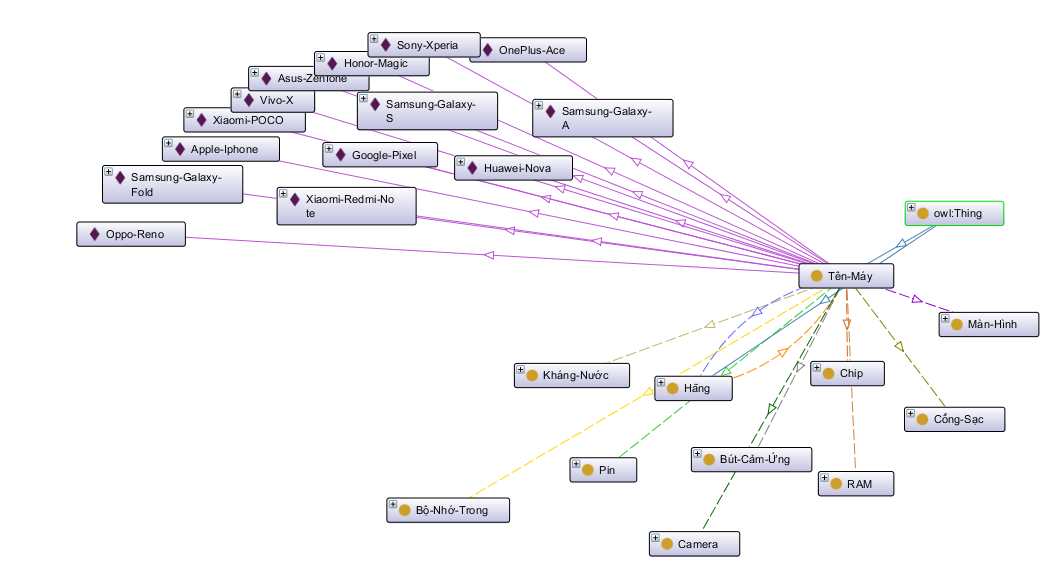 Sony-Xperia
OnePlus-Ace
Honor-Magic
Asus-Zenfone
Vivo-X
Samsung-Galaxy-
S
Samsung-Galaxy-
A
Xiaomi-POCO
Apple-Iphone
Google-Pixel
Huawei-Nova
Samsung-Galaxy-
Fold
Xiaomi-Redmi-No
te
Oppo-Reno
owl:Thing
Tên-Máy
Màn-Hình
Kháng-Nước
Hãng
Chip
Cổng-Sạc
Pin
Bút-Cảm-Ứng
RAM
Bộ-Nhớ-Trong
Camera